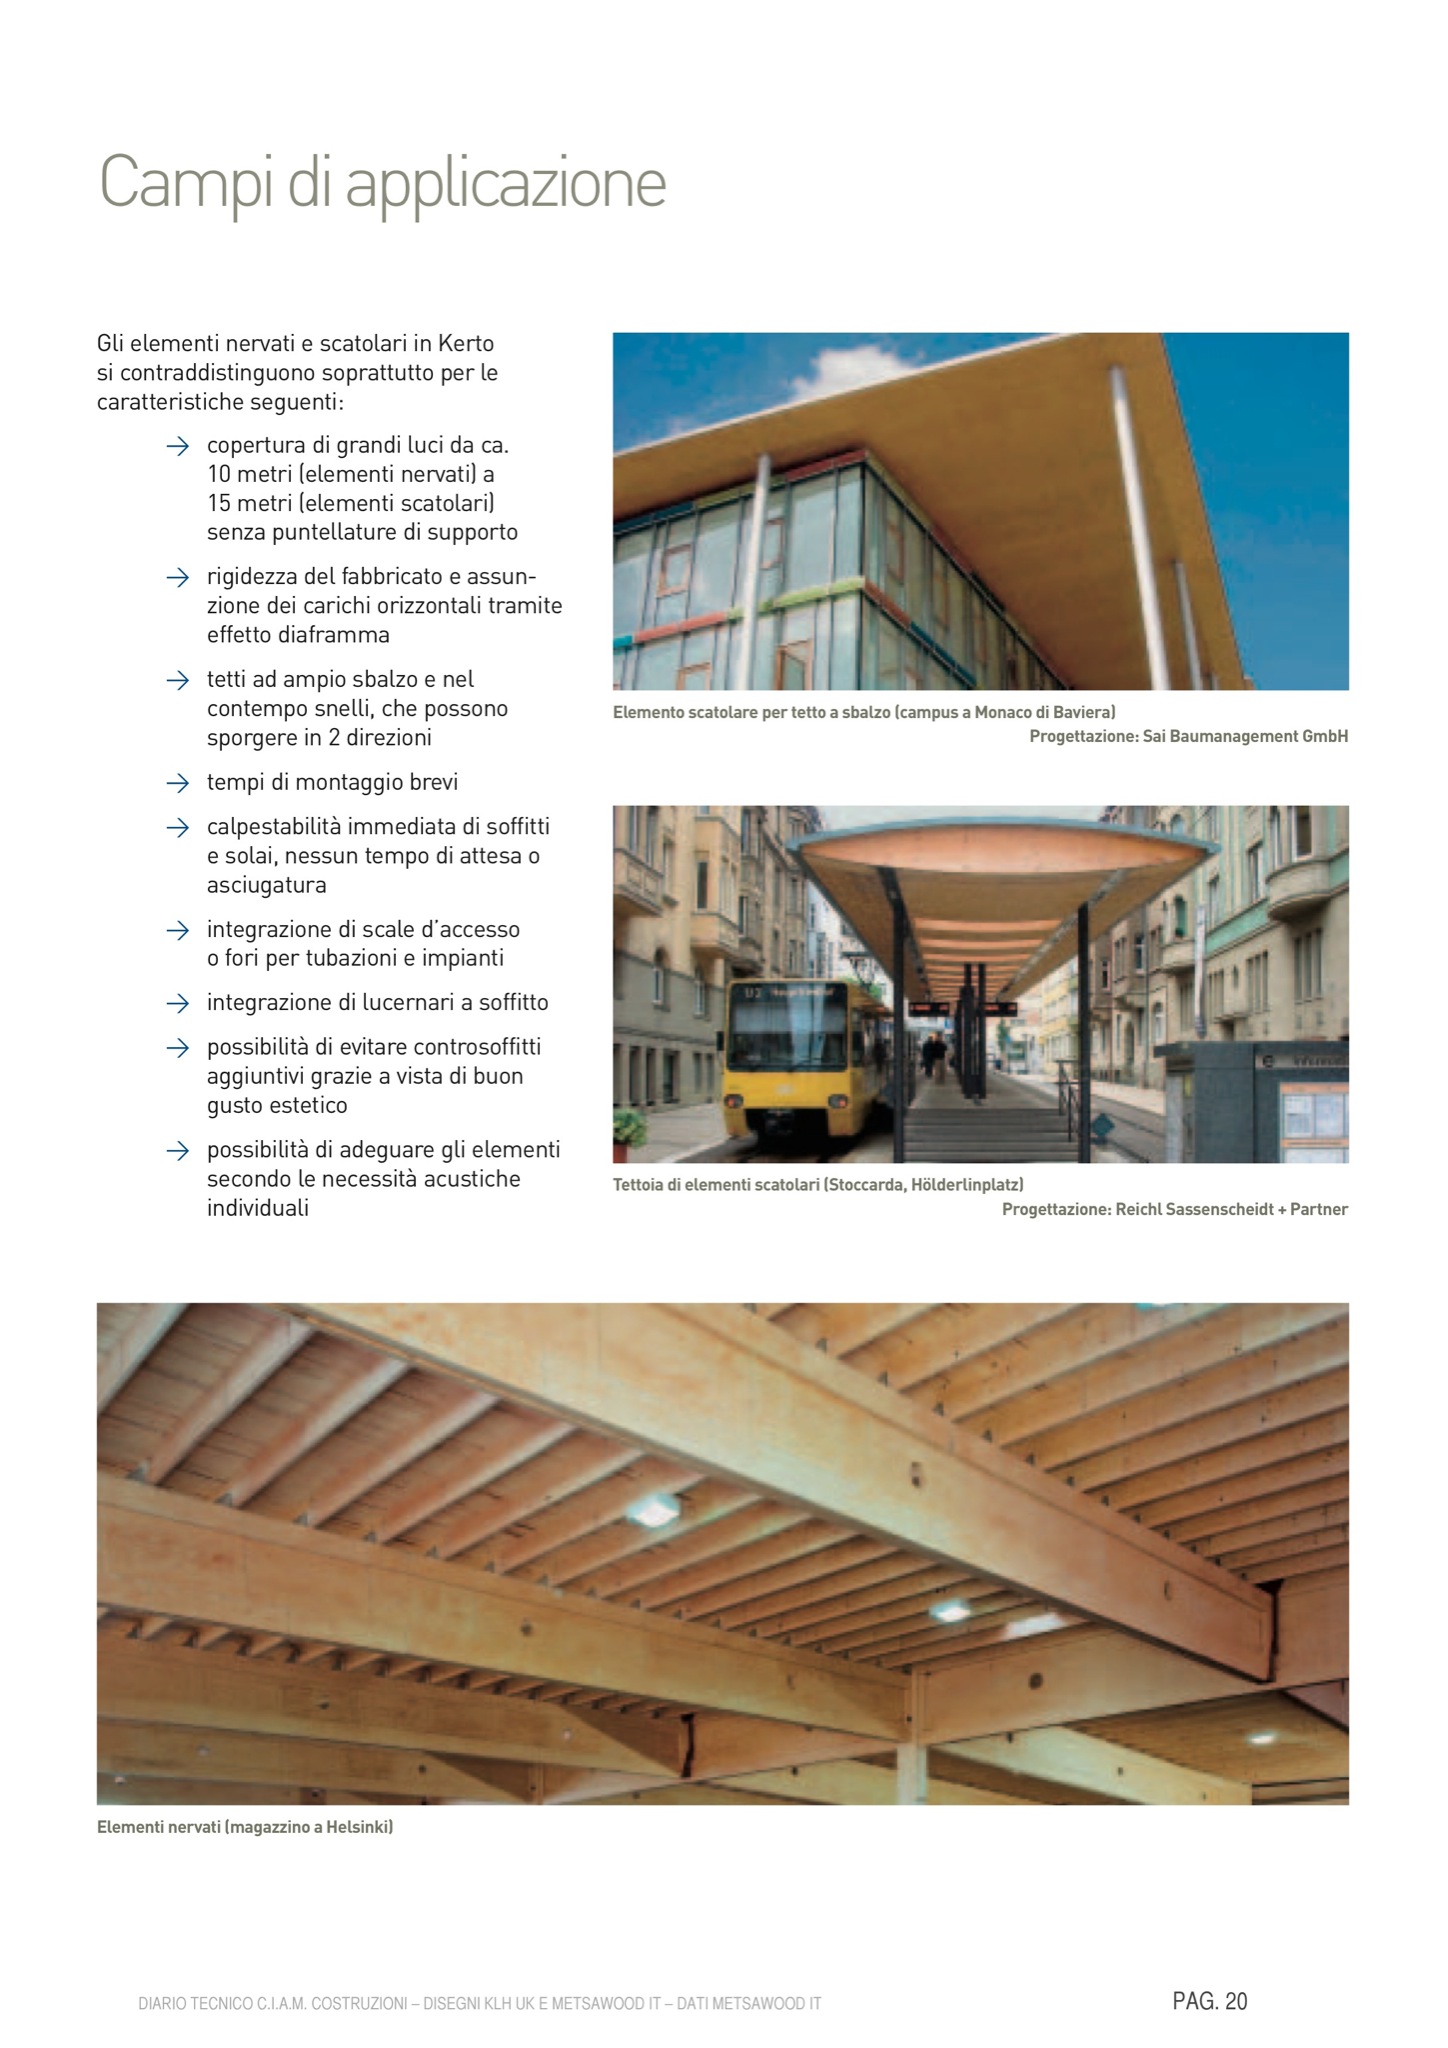 Campi di applicazione
Gli elementi nervati e scatolari in Kerto
si contraddistinguono soprattutto per le
caratteristiche seguenti:
→ copertura di grandi luci da ca.
10 metri (elementi nervati) a
15 metri (elementi scatolari)
senza puntellature di supporto
→ rigidezza del fabbricato e assun-
zione dei carichi orizzontali tramite
effetto diaframma
→ tetti ad ampio sbalzo e nel
contempo snelli, che possono
sporgere in 2 direzioni
→ tempi di montaggio brevi
→ calpestabilità immediata di soffitti
e solai, nessun tempo di attesa o
asciugatura
→ integrazione di scale d’accesso
o fori per tubazioni e impianti
→ integrazione di lucernari a soffitto
→ possibilità di evitare controsoffitti
aggiuntivi grazie a vista di buon
gusto estetico
→ possibilità di adeguare gli elementi
secondo le necessità acustiche
individuali
Elemento scatolare per tetto a sbalzo (campus a Monaco di Baviera)
Progettazione: Sai Baumanagement GmbH
Tettoia di elementi scatolari (Stoccarda, Hölderlinplatz)
Progettazione: Reichl Sassenscheidt + Partner
Elementi nervati (magazzino a Helsinki)
DIARIO TECNICO C.I.A.M. COSTRUZIONI – DISEGNI KLH UK E METSAWOOD IT – DATI METSAWOOD IT
PAG. 20